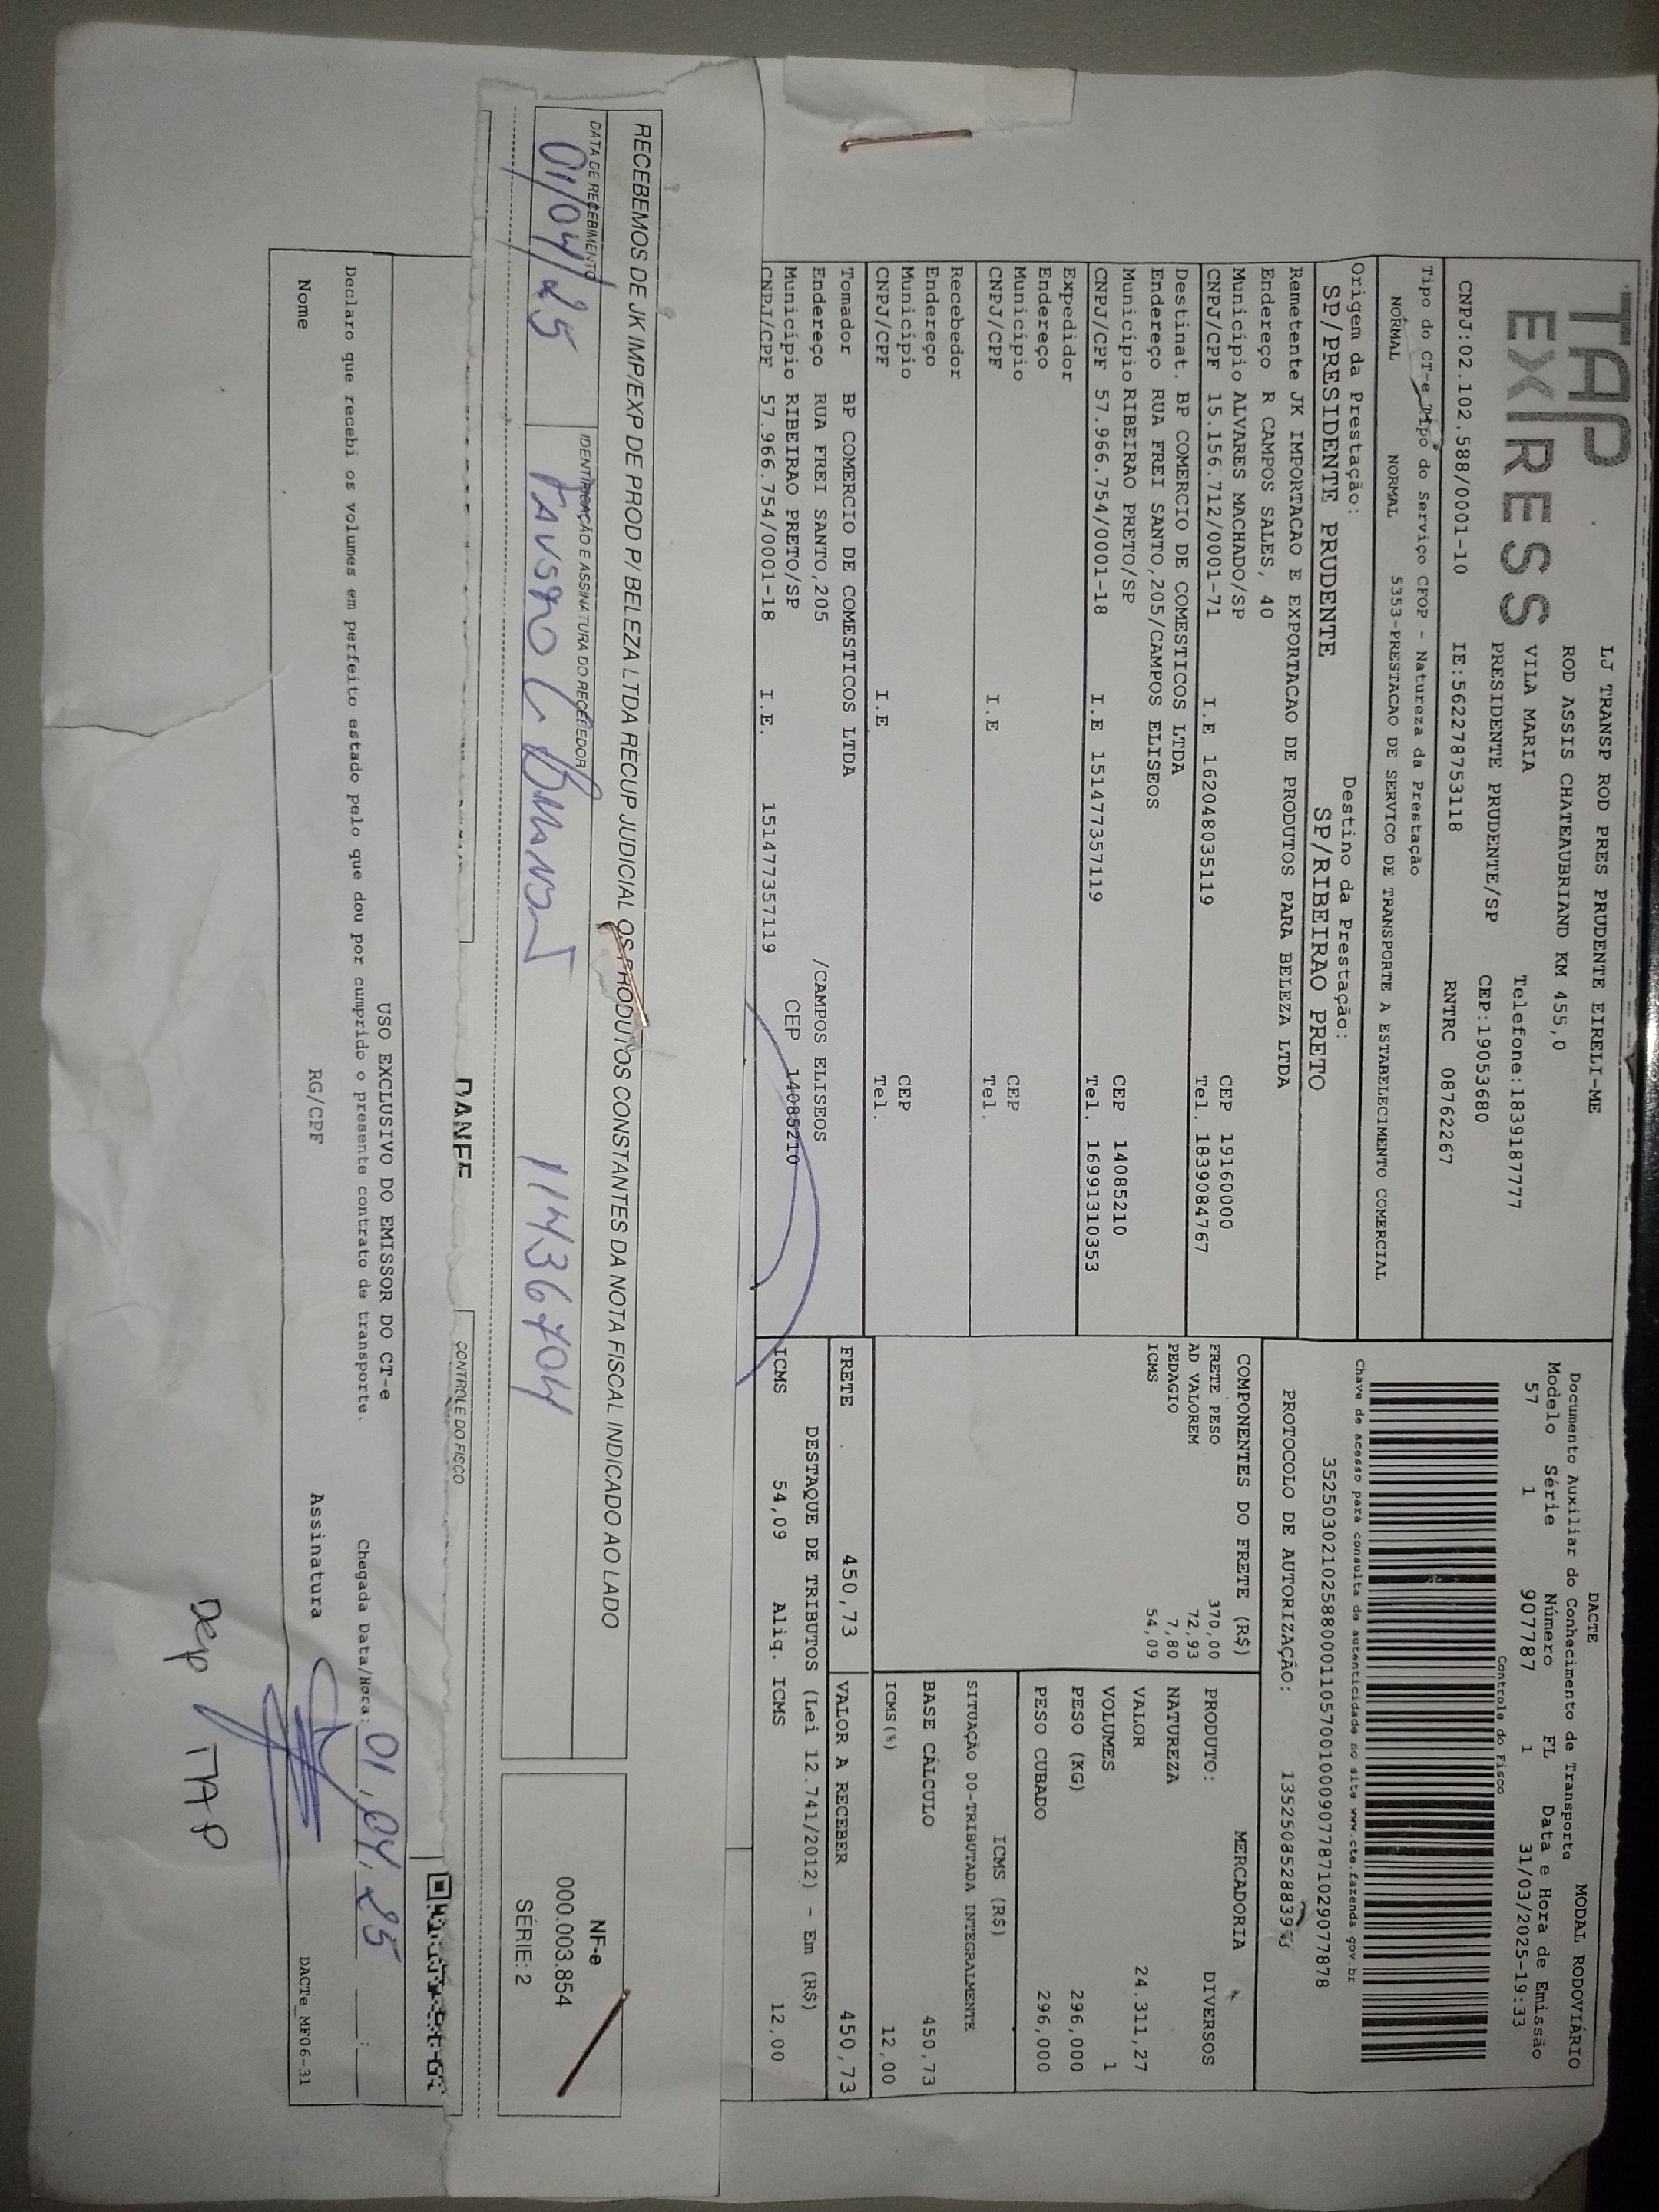 TAP
EXPRESS
LJ TRANSP ROD PRES PRUDENTE EIRELI-ME
ROD ASSIS CHATEAUBRIAND KM 455,0
VILA MARIA Telefone:1839187777
PRESIDENTE PRUDENTE/SP CEP:19053680
CNPJ:02.102.588/0001-10 IE:562278753118 RNTRC 08762267
Tipo do CT-e Tipo do Serviço CFOP - Natureza da Prestação
NORMAL NORMAL 5353-PRESTACAO DE SERVICO DE TRANSPORTE A ESTABELECIMENTO COMERCIAL
Origem da Prestação: Destino da Prestação:
SP/PRESIDENTE PRUDENTE SP/RIBEIRAO PRETO
Remetente JK IMPORTACAO E EXPORTACAO DE PRODUTOS PARA BELEZA LTDA
Endereço R CAMPOS SALES, 40
Município ALVARES MACHADO/SP CEP 19160000
CNPJ/CPF 15.156.712/0001-71 I.E 162048035119 Tel. 1839084767
Destinat. BP COMERCIO DE COMESTICOS LTDA
Endereço RUA FREI SANTO,205/CAMPOS ELISEOS
Município RIBEIRAO PRETO/SP CEP 14085210
CNPJ/CPF 57.966.754/0001-18 I.E 151477357119 Tel. 16991310353
Expedidor
Endereço
Município CEP
CNPJ/CPF I.E Tel.
Recebedor
Endereço
Município CEP
CNPJ/CPF I.E Tel.
Tomador BP COMERCIO DE COMESTICOS LTDA
Endereço RUA FREI SANTO,205 /CAMPOS ELISEOS
Município RIBEIRAO PRETO/SP CEP 14085210
CNPJ/CPF 57.966.754/0001-18 I.E. 151477357119
DACTE MODAL RODOVIÁRIO
Documento Auxiliar do Conhecimento de Transporte
Modelo Série Número FL Data e Hora de Emissão
57 1 907787 1 31/03/2025-19:33
Controle do Fisco
Chave de acesso para consulta de autenticidade no site www.cte.fazenda.gov.br
PROTOCOLO DE AUTORIZAÇÃO:
COMPONENTES DO FRETE (R$)
FRETE PESO 370,00
AD VALOREM 72,93
PEDAGIO 7,80
ICMS 54,09
MERCADORIA
PRODUTO: DIVERSOS
NATUREZA
VALOR 24.311,27
VOLUMES 1
PESO (KG) 296,000
PESO CUBADO 296,000
ICMS (R$)
SITUAÇÃO 00-TRIBUTADA INTEGRALMENTE
BASE CÁLCULO 450,73
ICMS(%) 12,00
FRETE 450,73 VALOR A RECEBER 450,73
DESTAQUE DE TRIBUTOS (Lei 12.741/2012) - Em (R$)
ICMS 54,09 Aliq. ICMS 12,00
RECEBEMOS DE JK IMP/EXP DE PROD P/ BELEZA LTDA RECUP JUDICIAL OS PRODUTOS CONSTANTES DA NOTA FISCAL INDICADO AO LADO
DATA DE RECEBIMENTO IDENTIFICAÇÃO E ASSINATURA DO RECEBEDOR
01/04/25
NF-e
000.003.854
SÉRIE: 2
DANFE
CONTROLE DO FISCO
USO EXCLUSIVO DO EMISSOR DO CT-e
Declaro que recebi os volumes em perfeito estado pelo que dou por cumprido o presente contrato de transporte. Chegada Data/Hora: 01,04,25 :
Nome RG/CPF Assinatura DACTe_MF06-31
Dep TAP